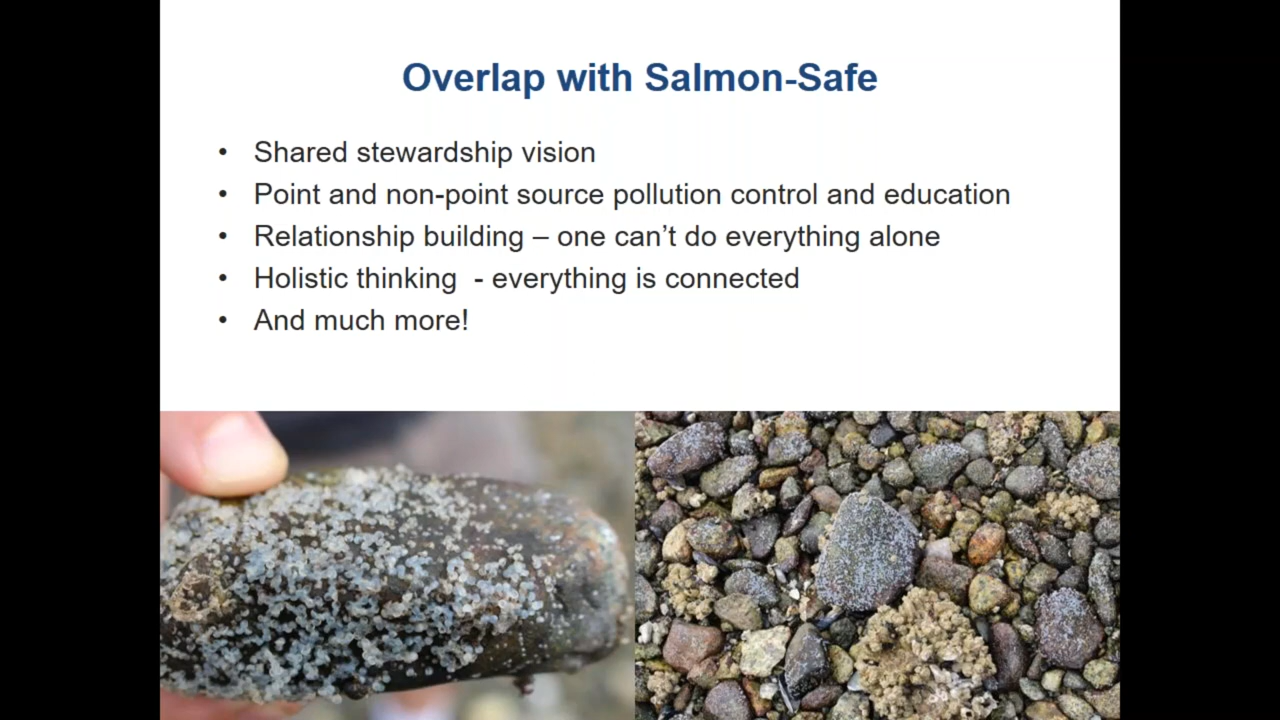 Overlap with Salmon-Safe
• Shared stewardship vision
• Point and non-point source pollution control and education
• Relationship building – one can’t do everything alone
• Holistic thinking  - everything is connected
• And much more!